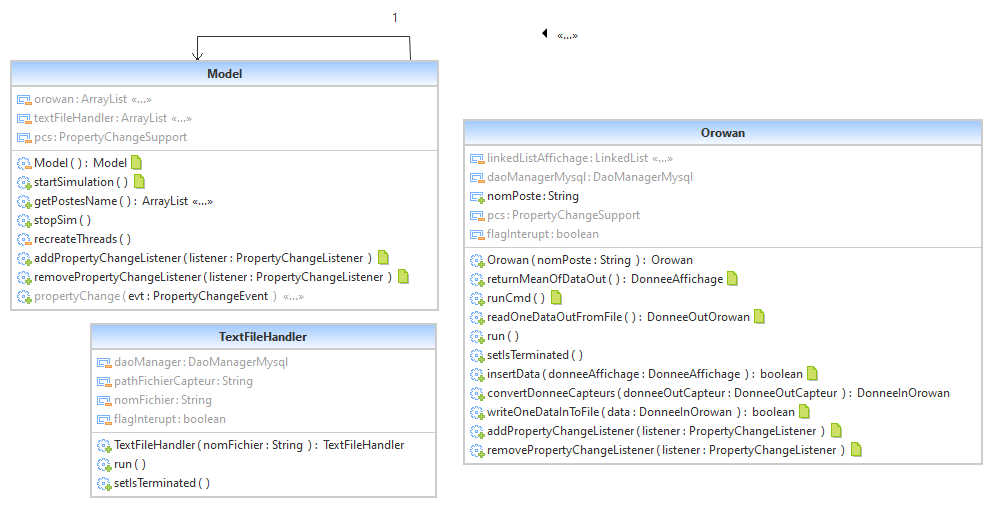 1
«...»
Model
orowan : ArrayList «...»
textFileHandler : ArrayList «...»
pcs : PropertyChangeSupport
Model ( ) : Model
startSimulation ( )
getPostesName ( ) : ArrayList «...»
stopSim ( )
recreateThreads ( )
addPropertyChangeListener ( listener : PropertyChangeListener )
removePropertyChangeListener ( listener : PropertyChangeListener )
propertyChange ( evt : PropertyChangeEvent ) «...»
TextFileHandler
daoManager : DaoManagerMysql
pathFichierCapteur : String
nomFichier : String
flagInterupt : boolean
TextFileHandler ( nomFichier : String ) : TextFileHandler
run ( )
setIsTerminated ( )
Orowan
linkedListAffichage : LinkedList «...»
daoManagerMysql : DaoManagerMysql
nomPoste : String
pcs : PropertyChangeSupport
flagInterupt : boolean
Orowan ( nomPoste : String ) : Orowan
returnMeanOfDataOut ( ) : DonneeAffichage
runCmd ( )
readOneDataOutFromFile ( ) : DonneeOutOrowan
run ( )
setIsTerminated ( )
insertData ( donneeAffichage : DonneeAffichage ) : boolean
convertDonneeCapteurs ( donneeOutCapteur : DonneeOutCapteur ) : DonneeInOrowan
writeOneDataInToFile ( data : DonneeInOrowan ) : boolean
addPropertyChangeListener ( listener : PropertyChangeListener )
removePropertyChangeListener ( listener : PropertyChangeListener )